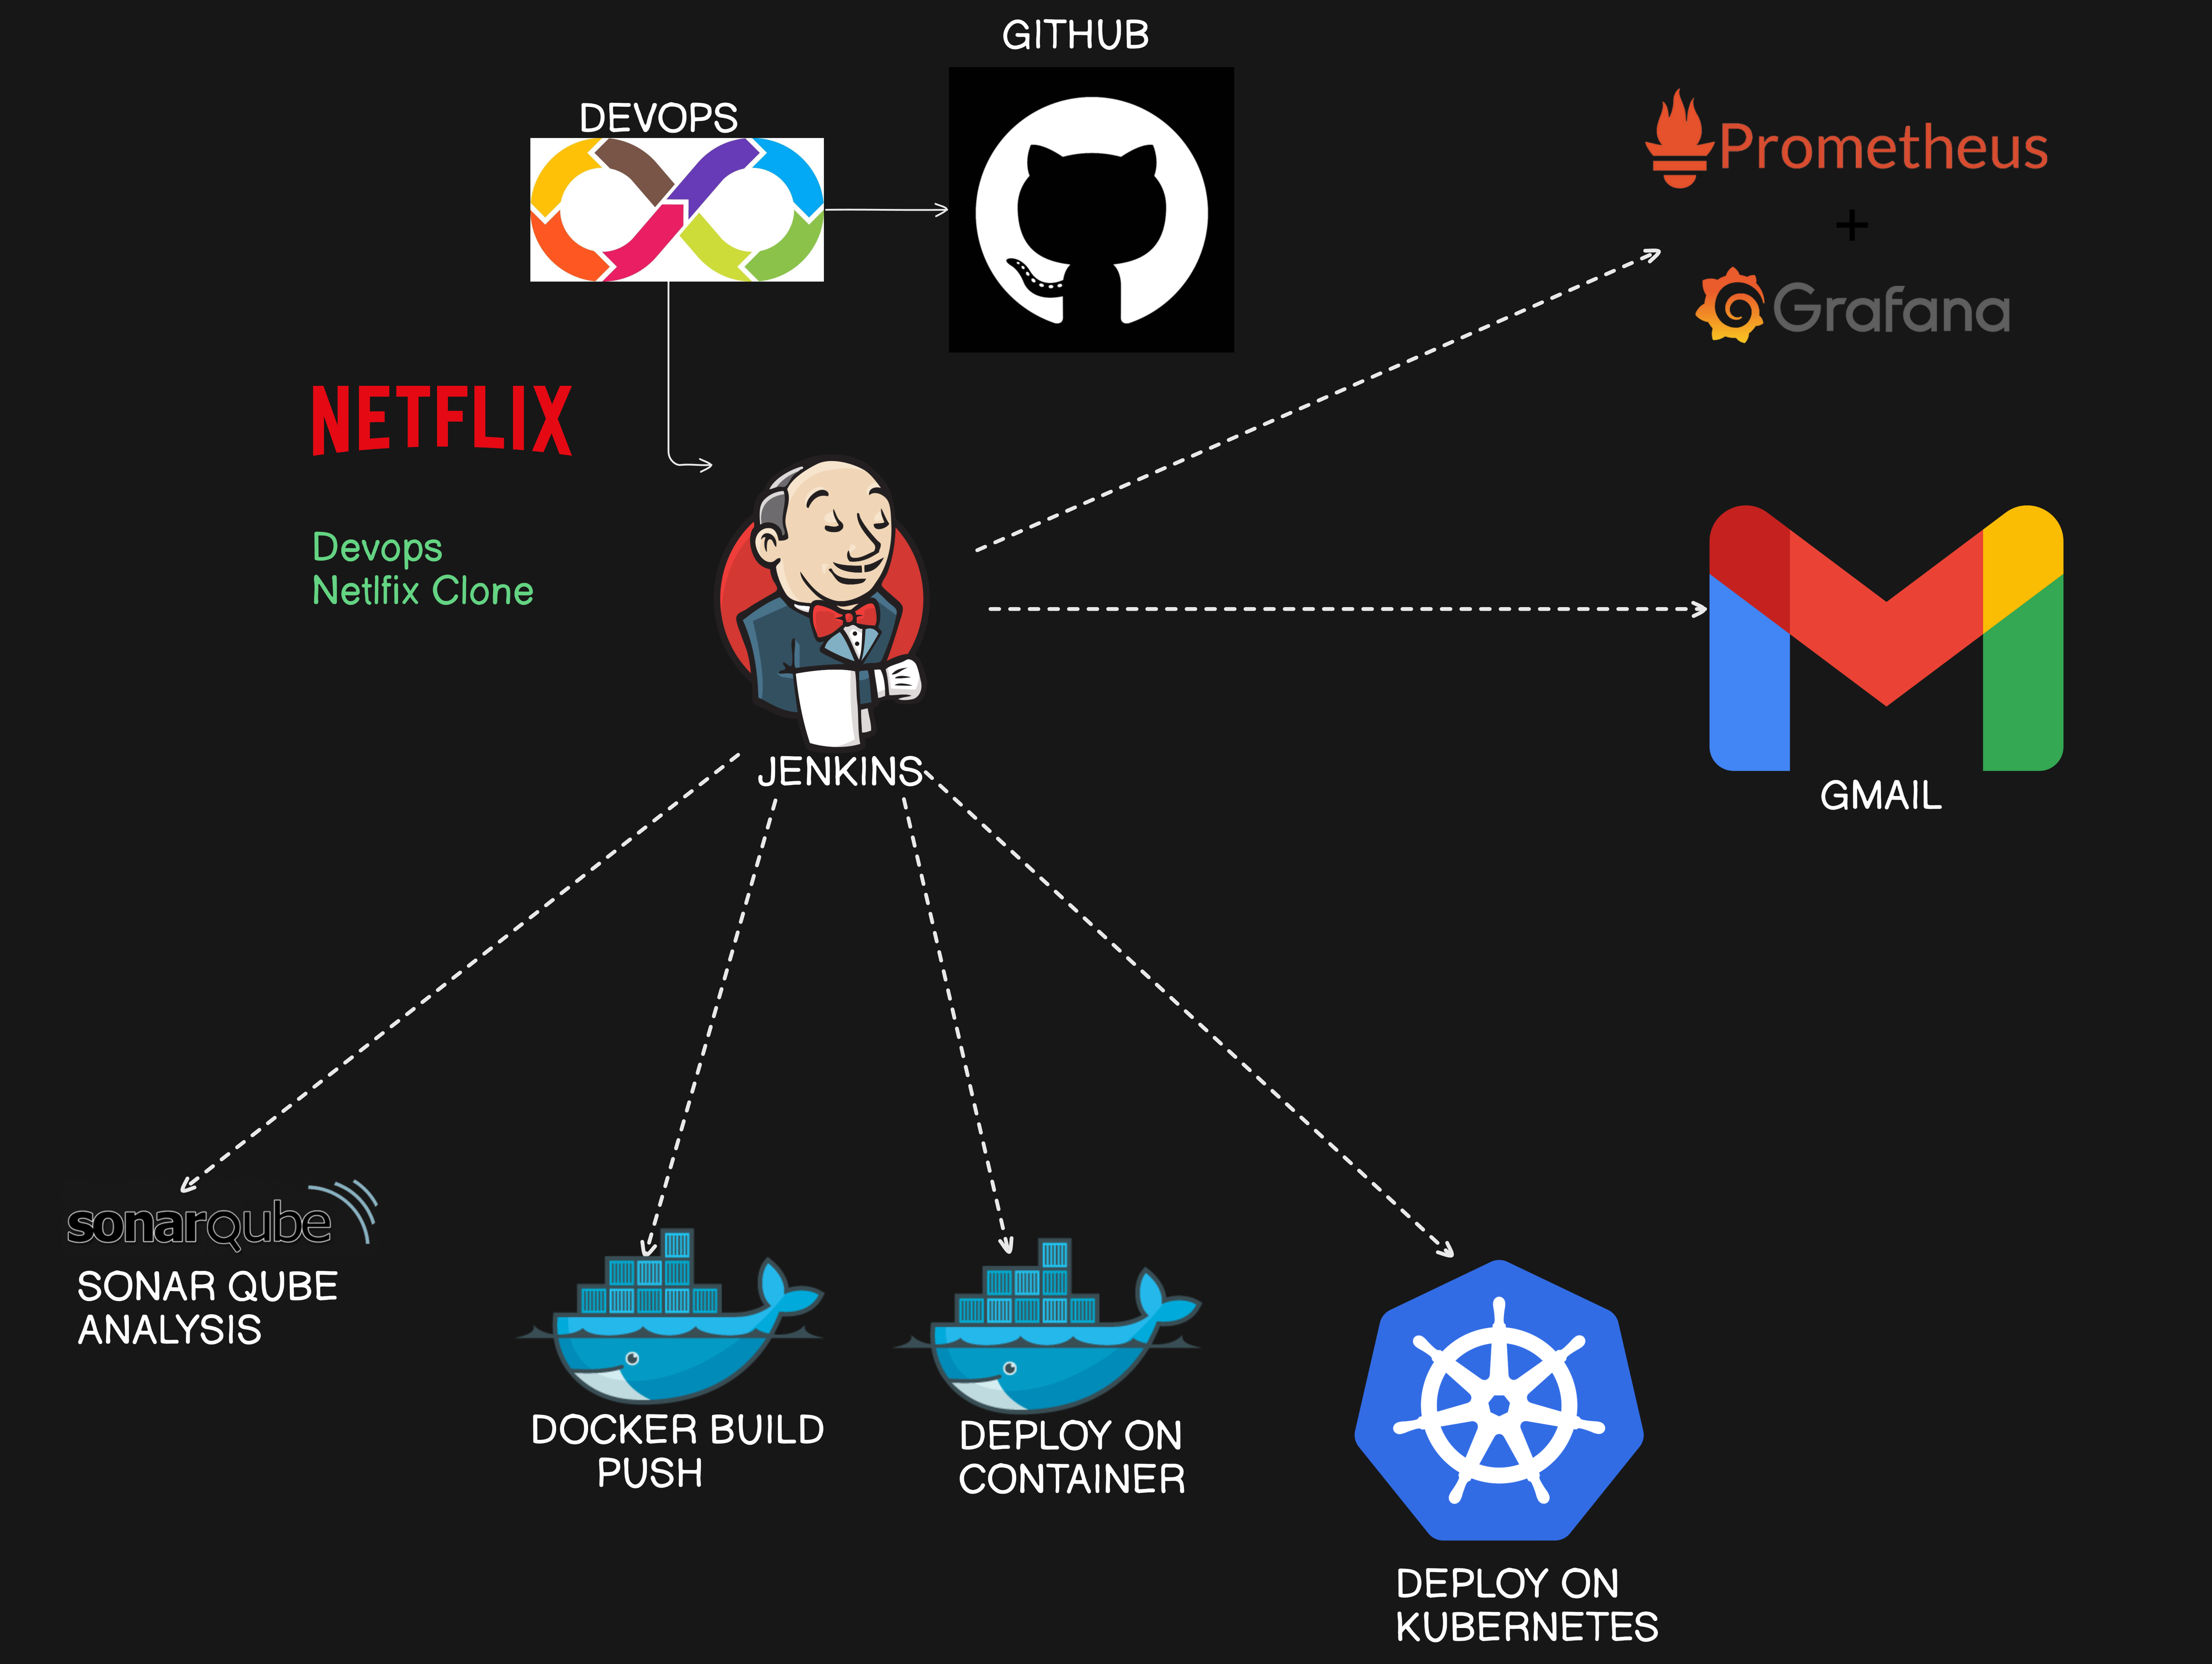 GITHUB
DEVOPS
Prometheus
+
Grafana
NETFLIX
Devops
Netlfix Clone
JENKINS
GMAIL
sonarqube
SONAR QUBE
ANALYSIS
DOCKER BUILD
PUSH
DEPLOY ON
CONTAINER
DEPLOY ON
KUBERNETES